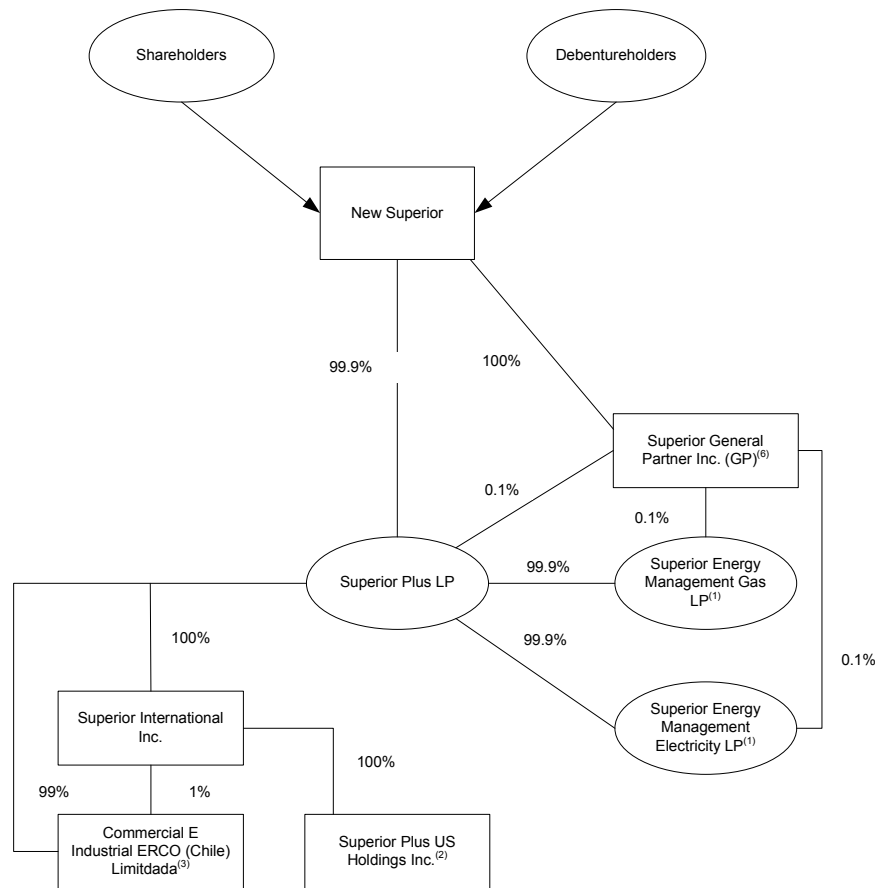 Shareholders
Debentureholders
New Superior
99.9%
100%
Superior General
Partner Inc. (GP)(6)
0.1%
0.1%
Superior Plus LP
99.9%
Superior Energy
Management Gas
LP(1)
99.9%
100%
0.1%
Superior International
Inc.
Superior Energy
Management
Electricity LP(1)
100%
99%
1%
Commercial E
Industrial ERCO (Chile)
Limitdada(3)
Superior Plus US
Holdings Inc.(2)